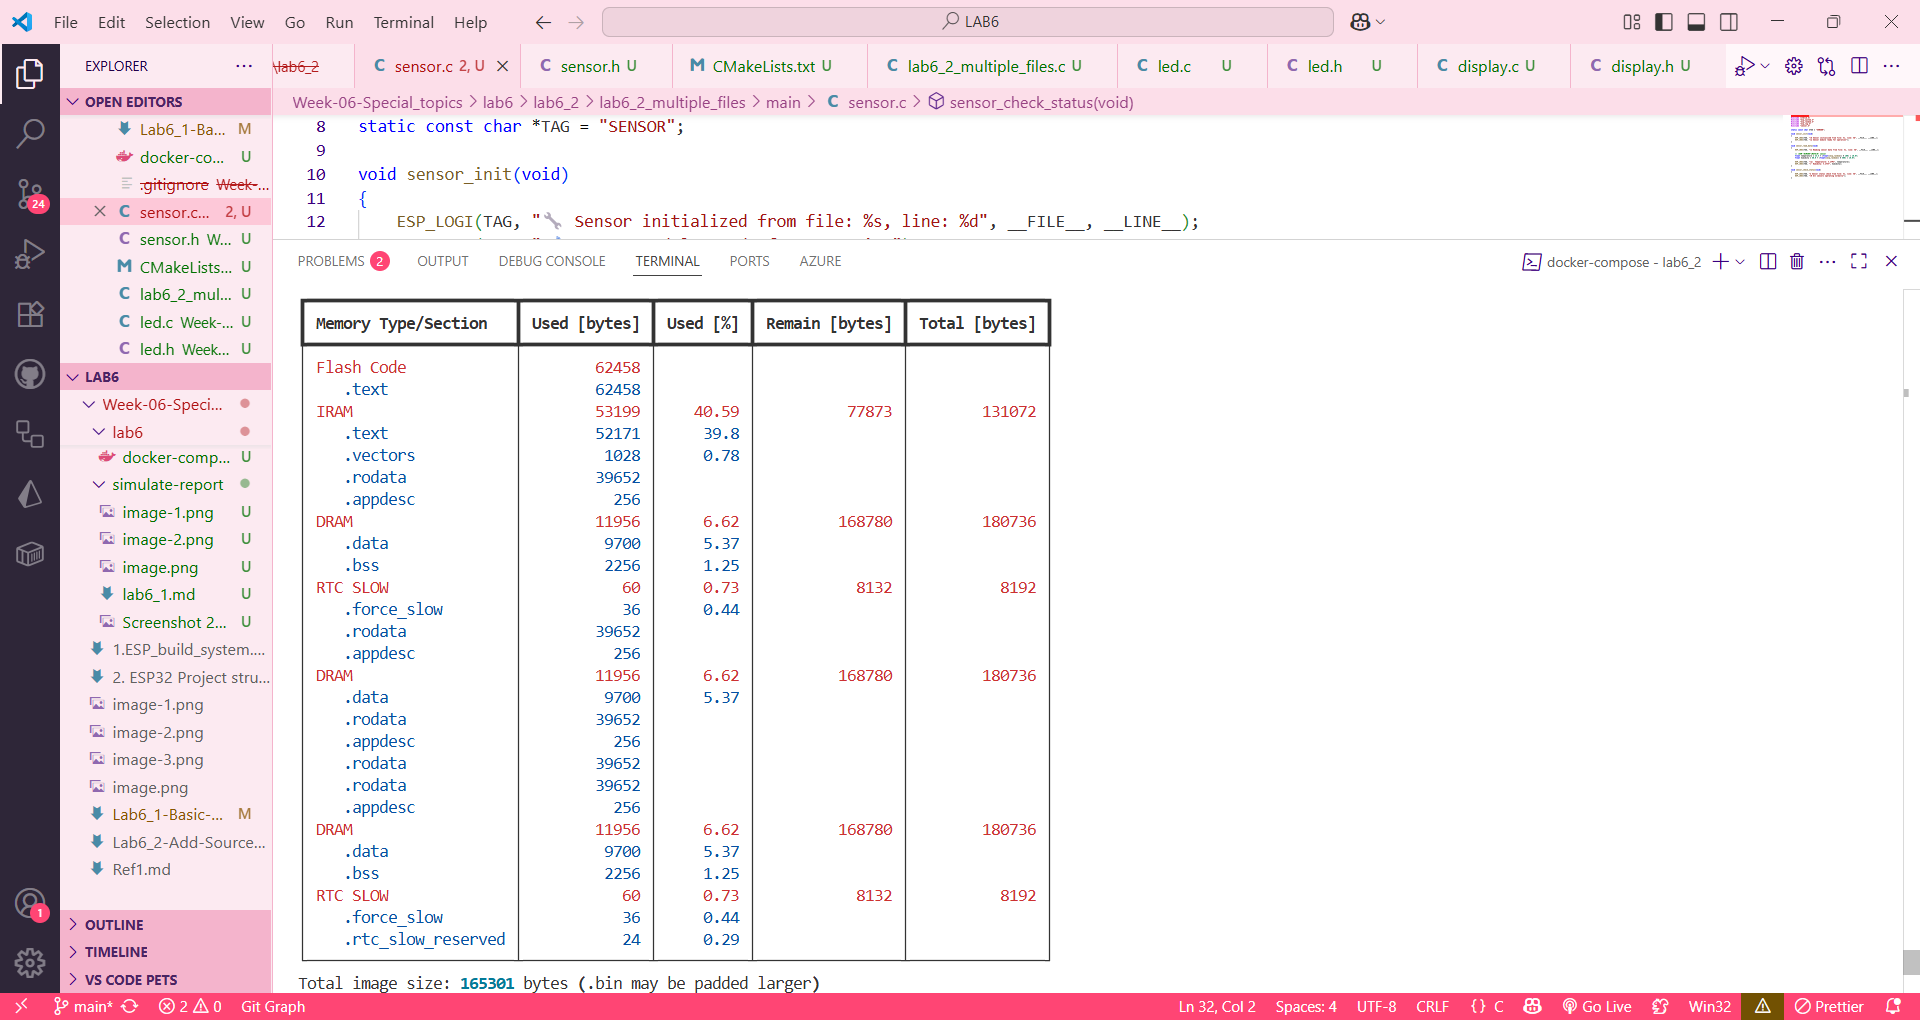 File Edit Selection View Go Run Terminal Help
LAB6
EXPLORER
OPEN EDITORS
Lab6_1-Ba... M
docker-co... U
.gitignore Week-...
sensor.c... 2, U
sensor.h W... U
CMakeLists... U
lab6_2_mul... U
led.c Week-... U
led.h Week... U
LAB6
Week-06-Speci...
lab6
docker-comp... U
simulate-report
image-1.png U
image-2.png U
image.png U
lab6_1.md U
Screenshot 2... U
1.ESP_build_system....
2. ESP32 Project stru...
image-1.png
image-2.png
image-3.png
image.png
Lab6_1-Basic-... M
Lab6_2-Add-Source...
Ref1.md
OUTLINE
TIMELINE
VS CODE PETS
24
1
\lab6_2
C sensor.c 2, U
C sensor.h U
M CMakeLists.txt U
C lab6_2_multiple_files.c U
C led.c U
C led.h U
C display.c U
C display.h U
Week-06-Special_topics > lab6 > lab6_2 > lab6_2_multiple_files > main > C sensor.c > sensor_check_status(void)
8 static const char *TAG = "SENSOR";
9
10 void sensor_init(void)
11 {
12 ESP_LOGI(TAG, "🔧 Sensor initialized from file: %s, line: %d", __FILE__, __LINE__);
PROBLEMS 2 OUTPUT DEBUG CONSOLE TERMINAL PORTS AZURE
docker-compose - lab6_2
Memory Type/Section Used [bytes] Used [%] Remain [bytes] Total [bytes]
Flash Code 62458
.text 62458
IRAM 53199 40.59 77873 131072
.text 52171 39.8
.vectors 1028 0.78
.rodata 39652
.appdesc 256
DRAM 11956 6.62 168780 180736
.data 9700 5.37
.bss 2256 1.25
RTC SLOW 60 0.73 8132 8192
.force_slow 36 0.44
.rodata 39652
.appdesc 256
DRAM 11956 6.62 168780 180736
.data 9700 5.37
.rodata 39652
.appdesc 256
.rodata 39652
.rodata 39652
.appdesc 256
DRAM 11956 6.62 168780 180736
.data 9700 5.37
.bss 2256 1.25
RTC SLOW 60 0.73 8132 8192
.force_slow 36 0.44
.rtc_slow_reserved 24 0.29
Total image size: 165301 bytes (.bin may be padded larger)
main* 2 0 Git Graph
Ln 32, Col 2 Spaces: 4 UTF-8 CRLF {} C Go Live Win32 Prettier